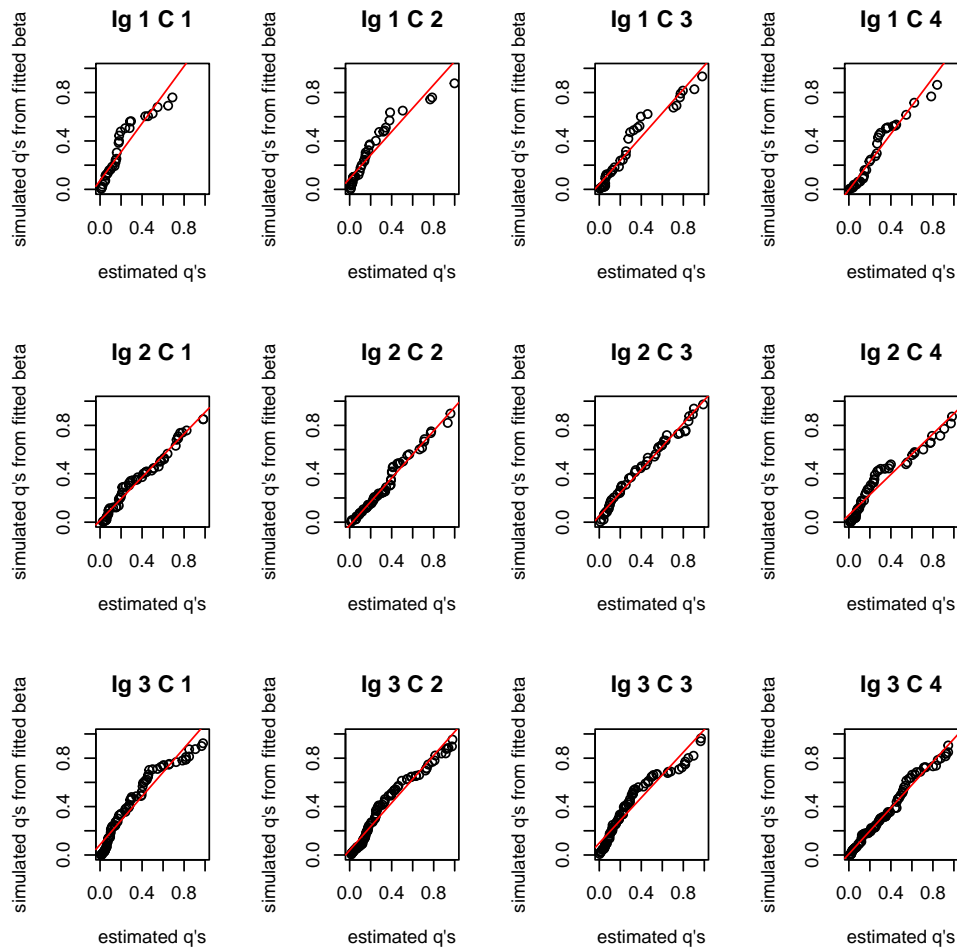 Ig 1 C 1
simulated q's from fitted beta
0.0 0.4 0.8
0.0 0.4 0.8
estimated q's
Ig 1 C 2
simulated q's from fitted beta
0.0 0.4 0.8
0.0 0.4 0.8
estimated q's
Ig 1 C 3
simulated q's from fitted beta
0.0 0.4 0.8
0.0 0.4 0.8
estimated q's
Ig 1 C 4
simulated q's from fitted beta
0.0 0.4 0.8
0.0 0.4 0.8
estimated q's
Ig 2 C 1
simulated q's from fitted beta
0.0 0.4 0.8
0.0 0.4 0.8
estimated q's
Ig 2 C 2
simulated q's from fitted beta
0.0 0.4 0.8
0.0 0.4 0.8
estimated q's
Ig 2 C 3
simulated q's from fitted beta
0.0 0.4 0.8
0.0 0.4 0.8
estimated q's
Ig 2 C 4
simulated q's from fitted beta
0.0 0.4 0.8
0.0 0.4 0.8
estimated q's
Ig 3 C 1
simulated q's from fitted beta
0.0 0.4 0.8
0.0 0.4 0.8
estimated q's
Ig 3 C 2
simulated q's from fitted beta
0.0 0.4 0.8
0.0 0.4 0.8
estimated q's
Ig 3 C 3
simulated q's from fitted beta
0.0 0.4 0.8
0.0 0.4 0.8
estimated q's
Ig 3 C 4
simulated q's from fitted beta
0.0 0.4 0.8
0.0 0.4 0.8
estimated q's